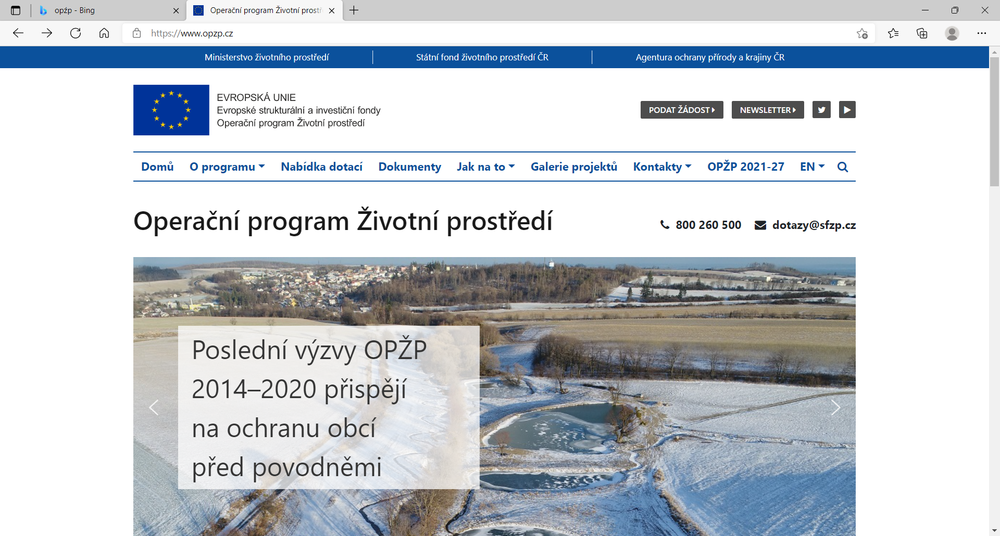 opźp - Bing
Operační program Životní prostř
https://www.opzp.cz
Ministerstvo životního prostředí
Státní fond životního prostředí ČR
Agentura ochrany přírody a krajiny ČR
EVROPSKÁ UNIE
Evropské strukturální a investiční fondy
Operační program Životní prostředí
PODAT ŽÁDOST
NEWSLETTER
Domů
O programu
Nabídka dotací
Dokumenty
Jak na to
Galerie projektů
Kontakty
OPŽP 2021-27
EN
Operační program Životní prostředí
800 260 500
dotazy@sfzp.cz
Poslední výzvy OPŽP
2014–2020 přispějí
na ochranu obcí
před povodněmi